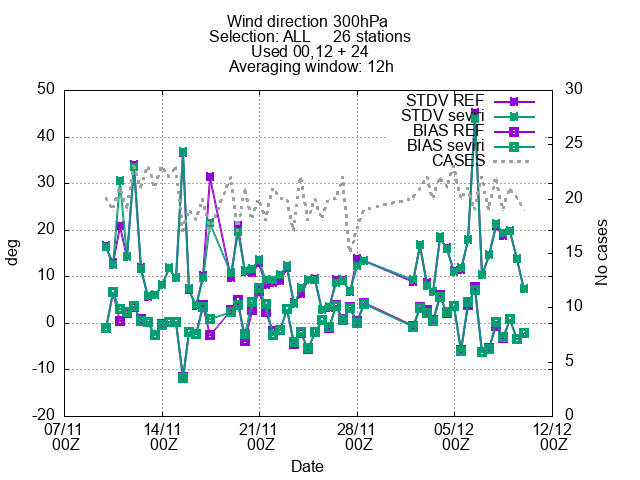 Wind direction 300hPa
Selection: ALL 26 stations
Used 00,12 + 24
Averaging window: 12h
STDV REF
STDV seviri
BIAS REF
BIAS seviri
CASES
50
40
30
20
10
0
-10
-20
deg
30
25
20
15
10
5
0
No cases
07/11 14/11 21/11 28/11 05/12 12/12
00Z 00Z 00Z 00Z 00Z 00Z
Date